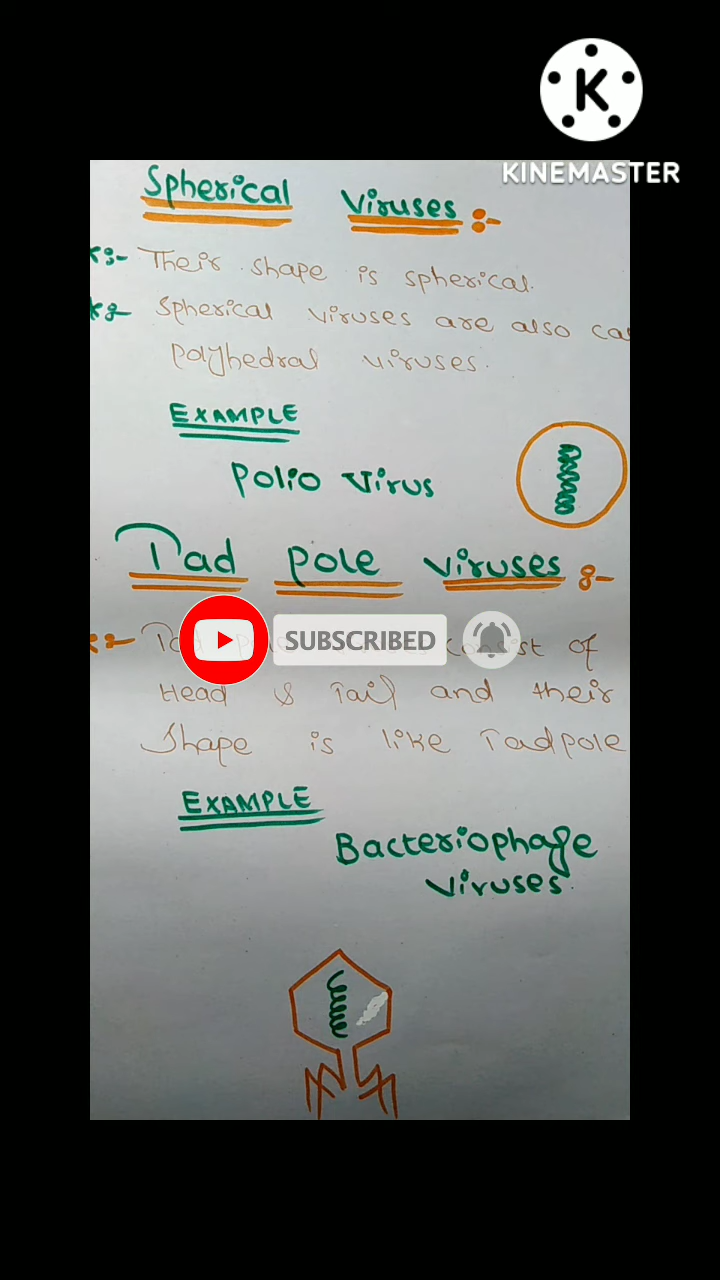 K
KINEMASTER
Spherical Viruses :-
:- Their shape is spherical.
:- Spherical viruses are also ca
Polyhedral viruses.
EXAMPLE
Polio Virus
Tad pole viruses :-
:- consist of
SUBSCRIBED
Head & Tail and their
Shape is like Tadpole
EXAMPLE
Bacteriophage
Viruses.